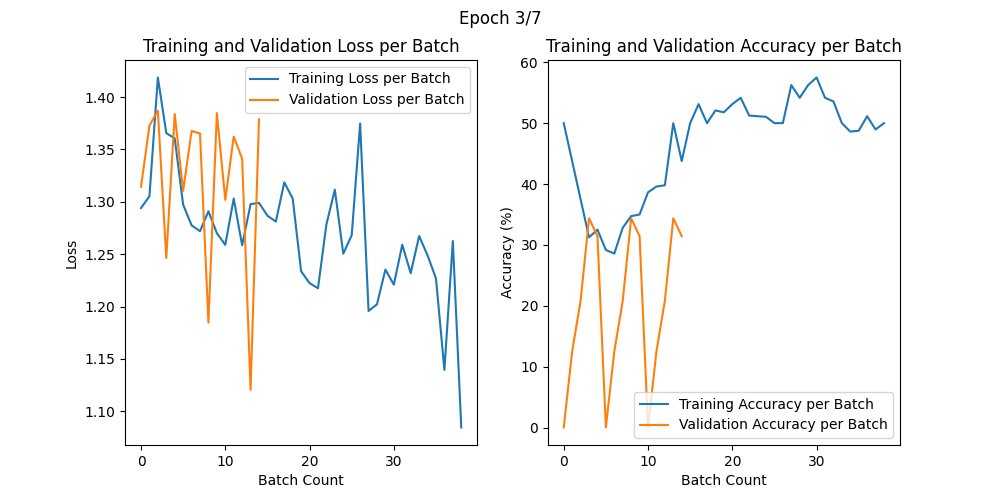 Epoch 3/7
Training and Validation Loss per Batch
Training Loss per Batch
Validation Loss per Batch
1.40
1.35
1.30
1.25
1.20
1.15
1.10
Loss
0
10
20
30
Batch Count
Training and Validation Accuracy per Batch
60
50
40
30
20
10
0
Accuracy (%)
Training Accuracy per Batch
Validation Accuracy per Batch
0
10
20
30
Batch Count